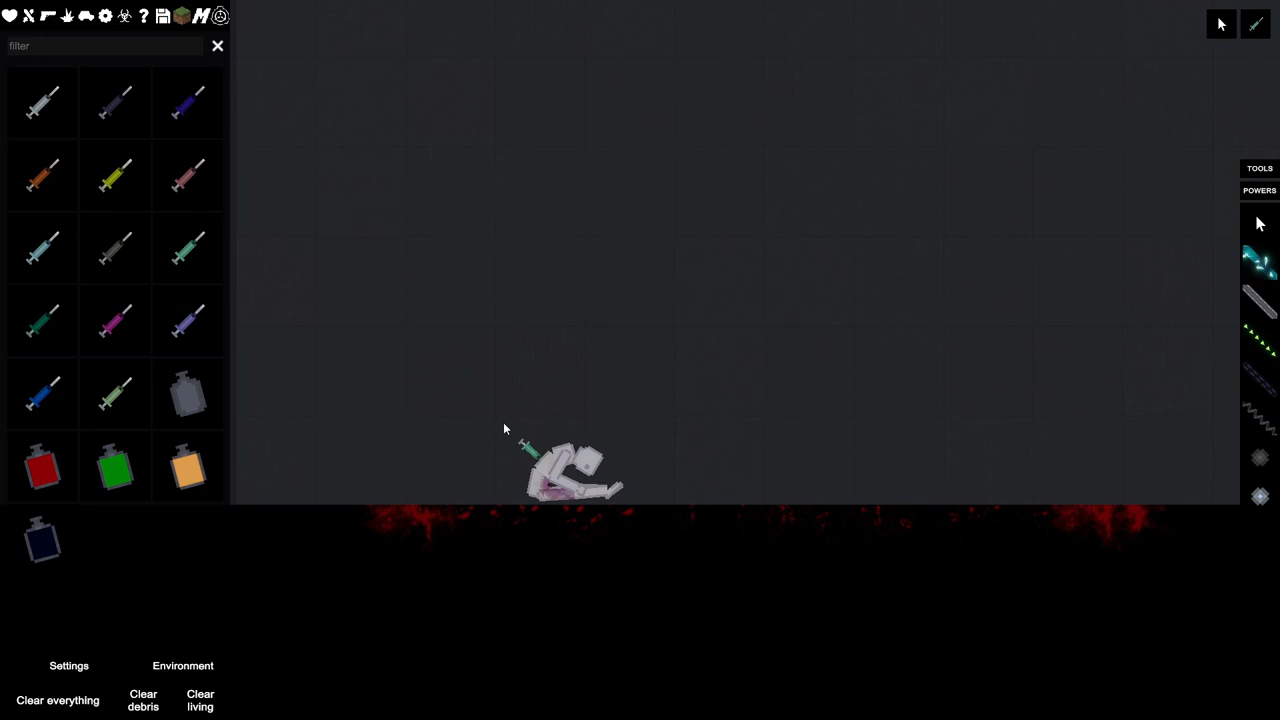 filter
TOOLS
POWERS
Settings
Environment
Clear everything
Clear
debris
Clear
living